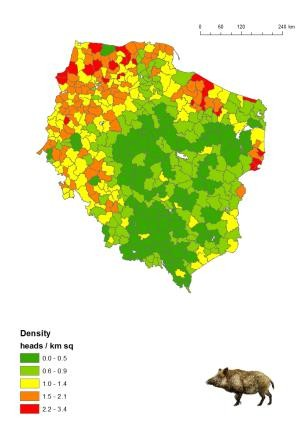 0 60 120 240 km
Density
heads / km sq
0.0 - 0.5
0.6 - 0.9
1.0 - 1.4
1.5 - 2.1
2.2 - 3.4